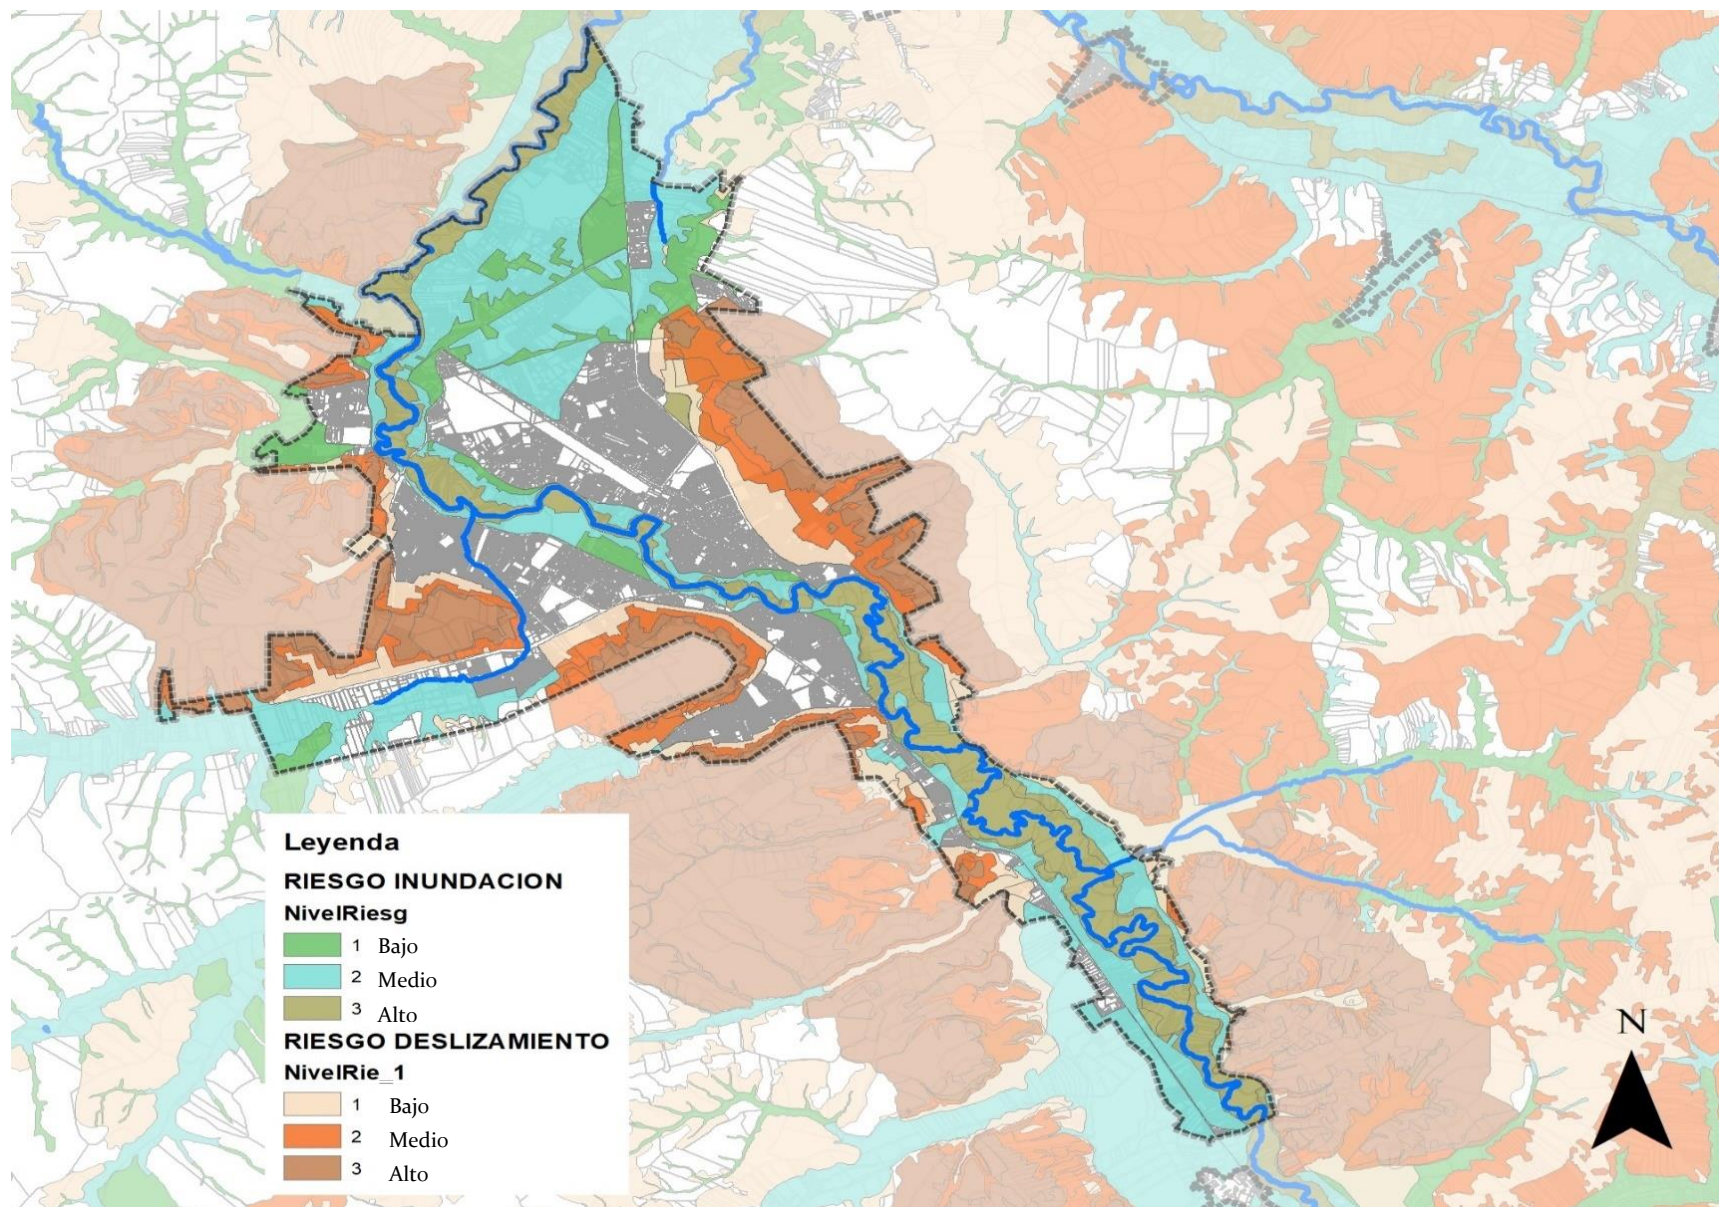 Leyenda
RIESGO INUNDACION
NivelRiesg
1 Bajo
2 Medio
3 Alto
RIESGO DESLIZAMIENTO
NivelRie_1
1 Bajo
2 Medio
3 Alto
N